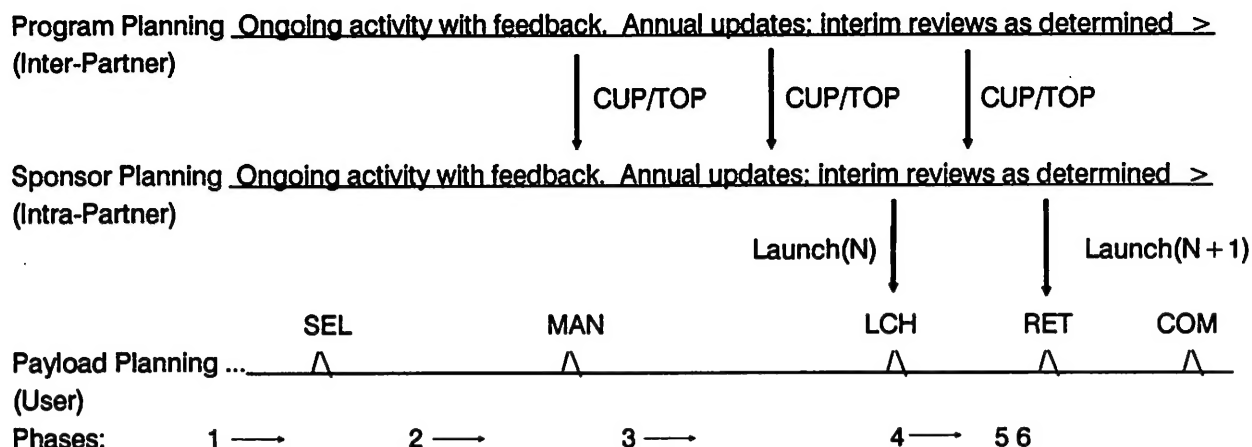 Program Planning Ongoing activity with feedback. Annual updates; interim reviews as determined >
(Inter-Partner)
CUP/TOP CUP/TOP CUP/TOP
Sponsor Planning Ongoing activity with feedback. Annual updates; interim reviews as determined >
(Intra-Partner)
Launch(N) Launch(N + 1)
SEL MAN LCH RET COM
Payload Planning ...
(User)
Phases: 1 2 3 4 5 6